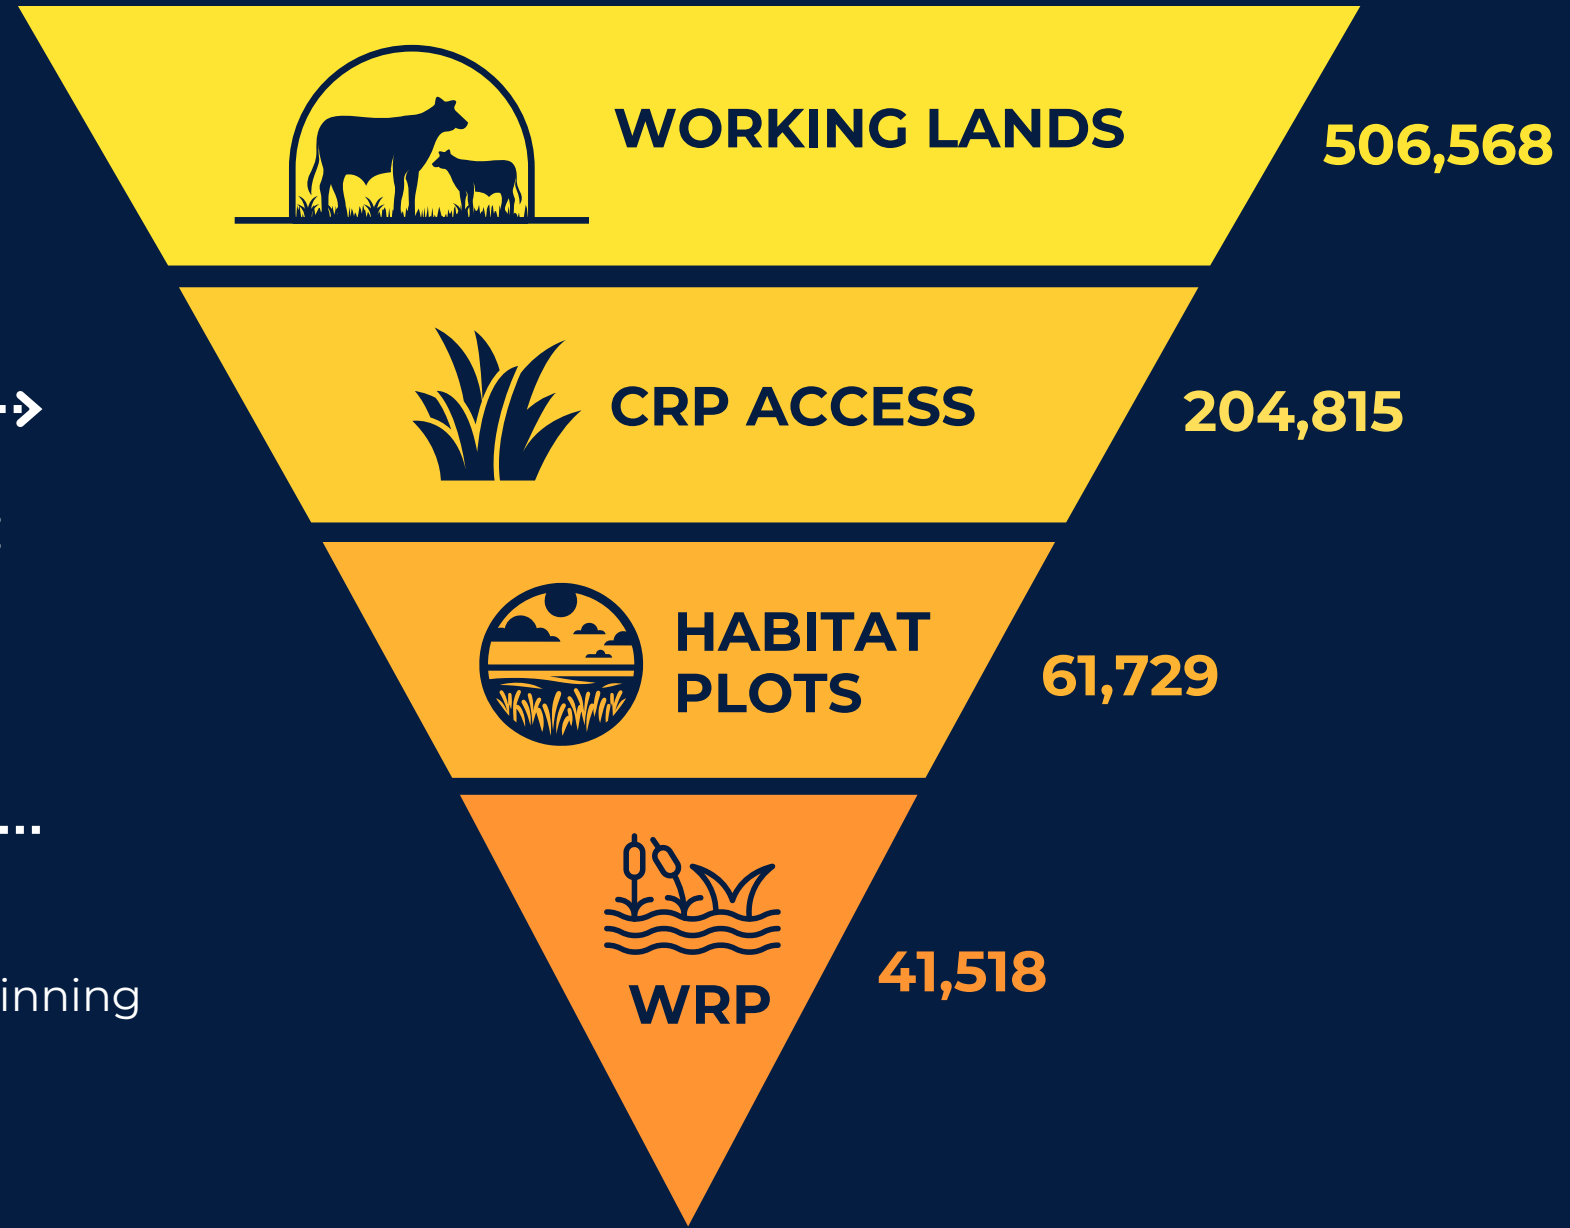 WORKING LANDS
506,568
CRP ACCESS
204,815
HABITAT
PLOTS
61,729
WRP
41,518
inning